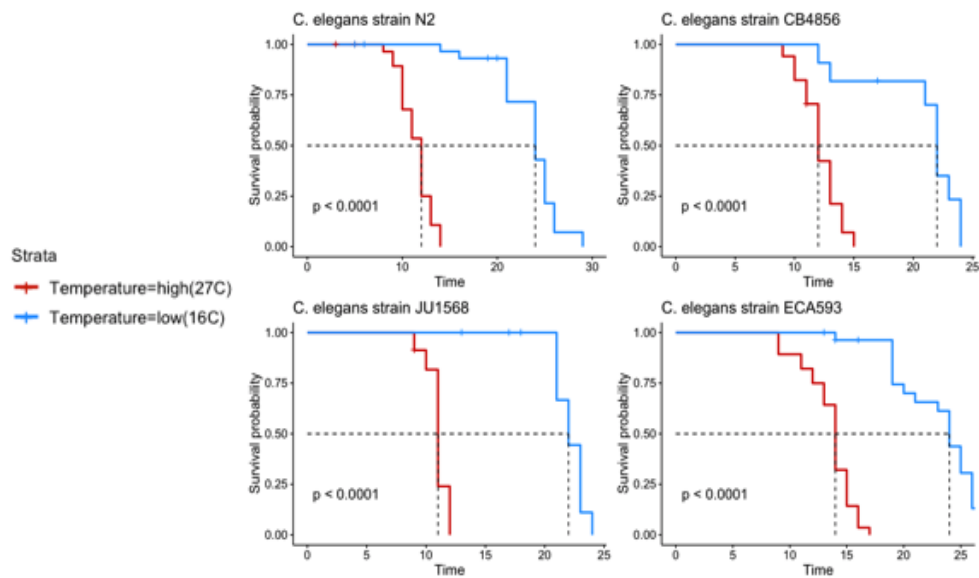 C. elegans strain N2
1.00
0.75
0.50
0.25
0.00
Survival probability
p < 0.0001
0 10 20 30
Time
C. elegans strain CB4856
1.00
0.75
0.50
0.25
0.00
Survival probability
p < 0.0001
0 5 10 15 20 25
Time
Strata
Temperature=high(27C)
Temperature=low(16C)
C. elegans strain JU1568
1.00
0.75
0.50
0.25
0.00
Survival probability
p < 0.0001
0 5 10 15 20 25
Time
C. elegans strain ECA593
1.00
0.75
0.50
0.25
0.00
Survival probability
p < 0.0001
0 5 10 15 20 25
Time